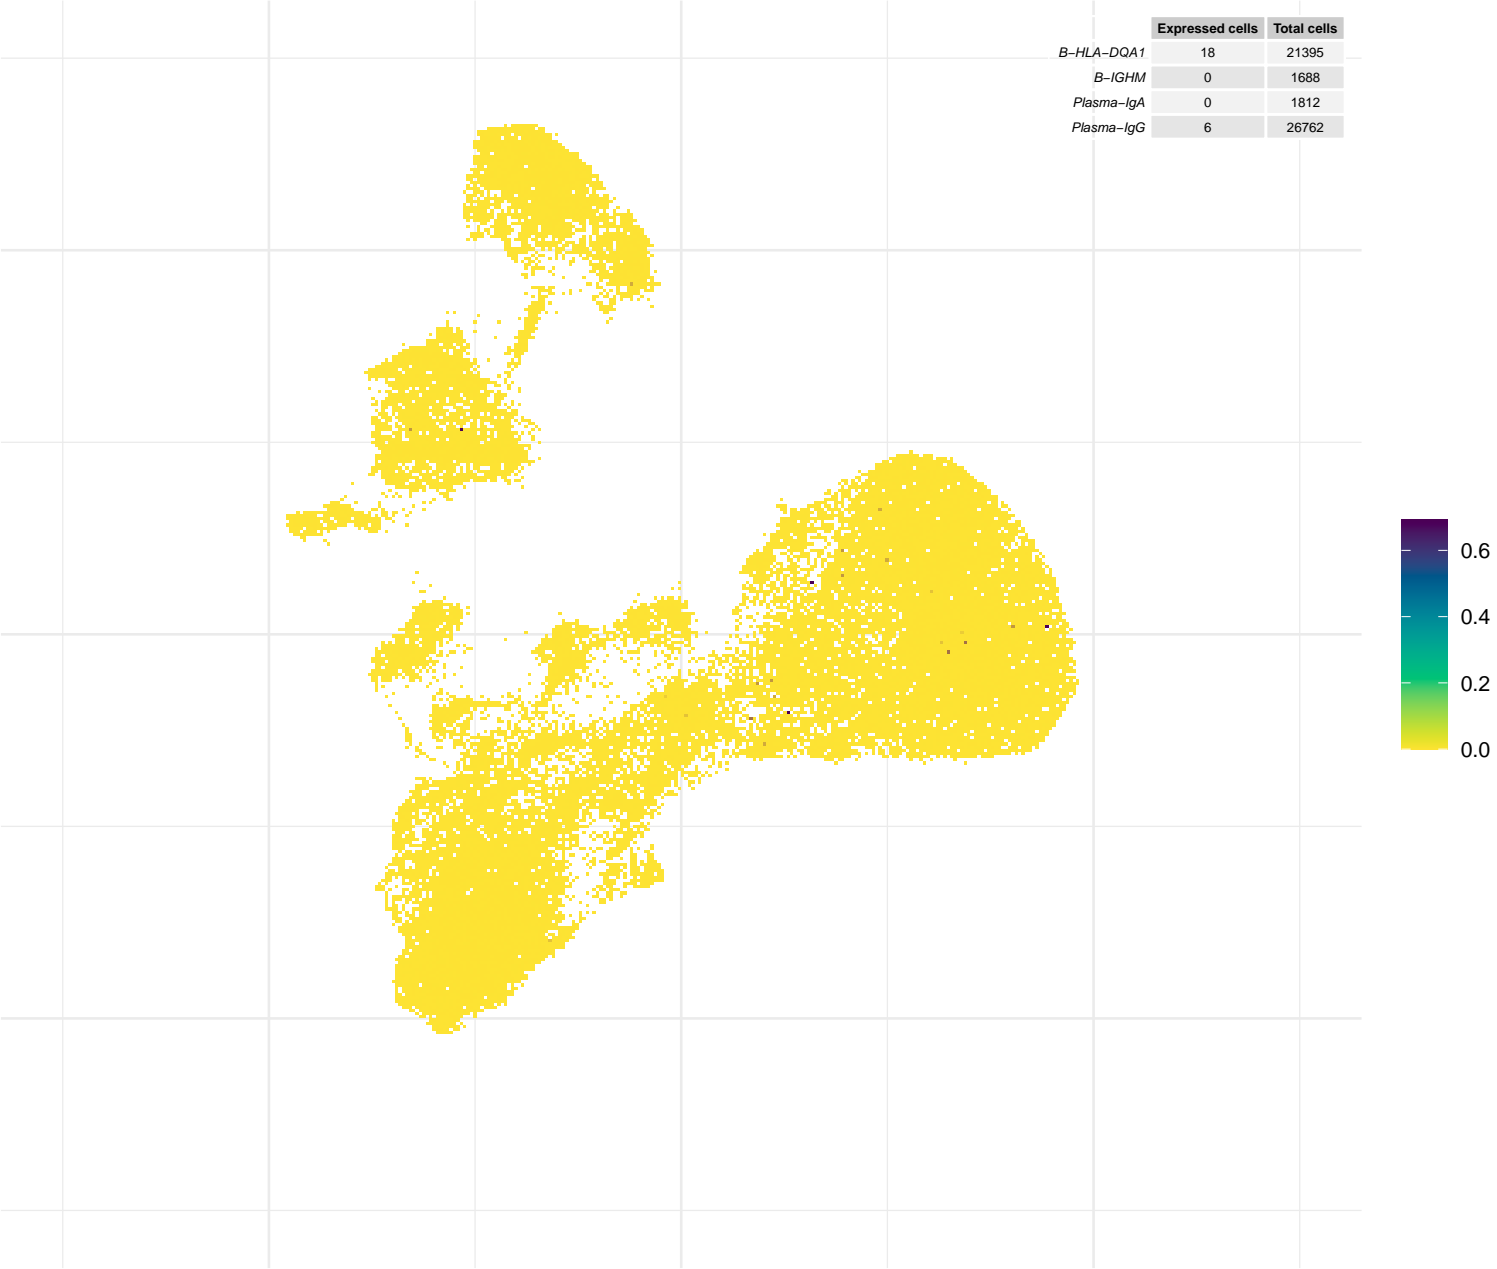 Expressed cells Total cells
B−HLA−DQA1 18 21395
B−IGHM 0 1688
Plasma−IgA 0 1812
Plasma−IgG 6 26762
0.6
0.4
0.2
0.0